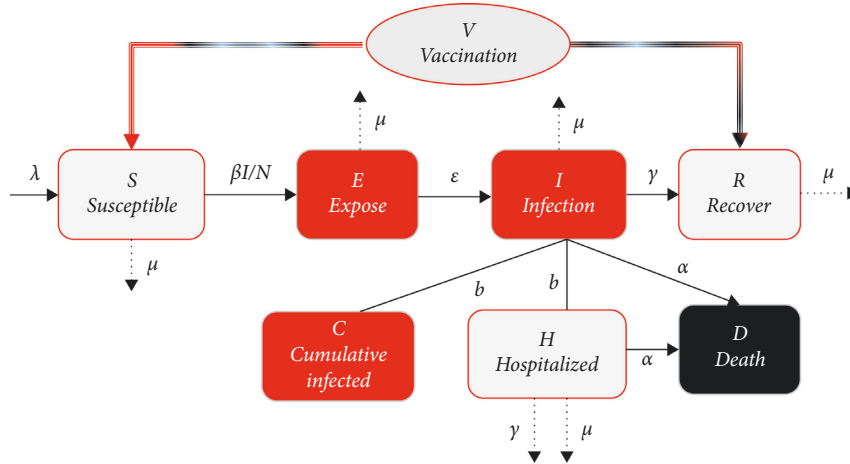 V
Vaccination
μ
μ
λ
S
Susceptible
βI/N
E
Expose
ε
I
Infection
γ
R
Recover
μ
μ
b
b
α
C
Cumulative
infected
H
Hospitalized
α
D
Death
γ
μ